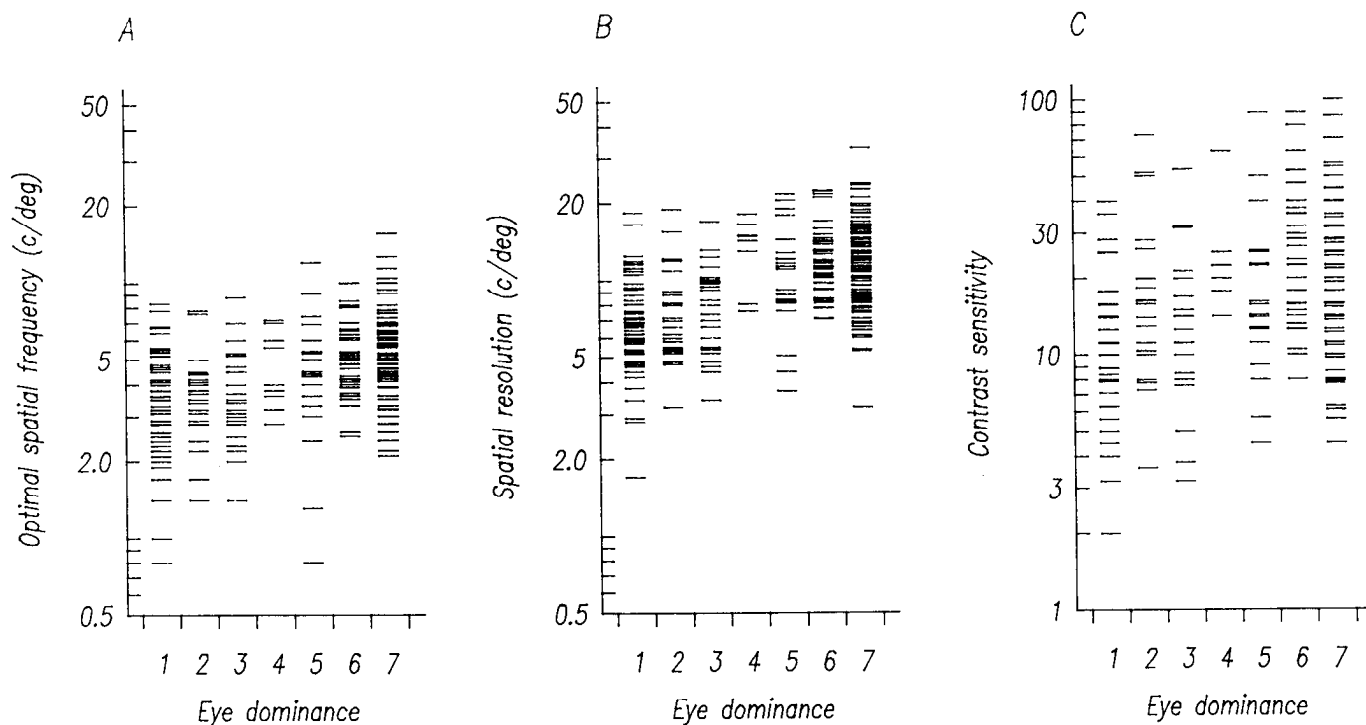 A
Optimal spatial frequency (c/deg)
50
20
5
2.0
0.5
1 2 3 4 5 6 7
Eye dominance
B
Spatial resolution (c/deg)
50
20
5
2.0
0.5
1 2 3 4 5 6 7
Eye dominance
C
Contrast sensitivity
100
30
10
3
1
1 2 3 4 5 6 7
Eye dominance